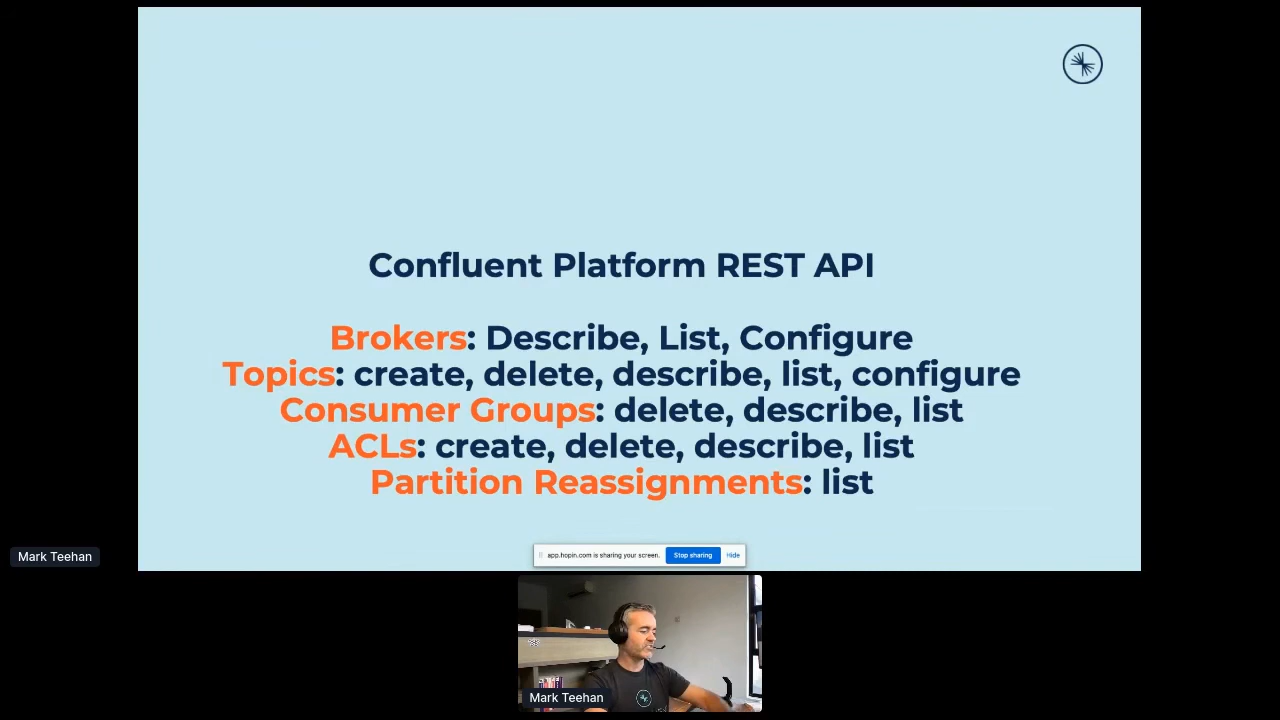 Confluent Platform REST API
Brokers: Describe, List, Configure
Topics: create, delete, describe, list, configure
Consumer Groups: delete, describe, list
ACLs: create, delete, describe, list
Partition Reassignments: list
Mark Teehan
app.hopin.com is sharing your screen. Stop sharing Hide
Mark Teehan